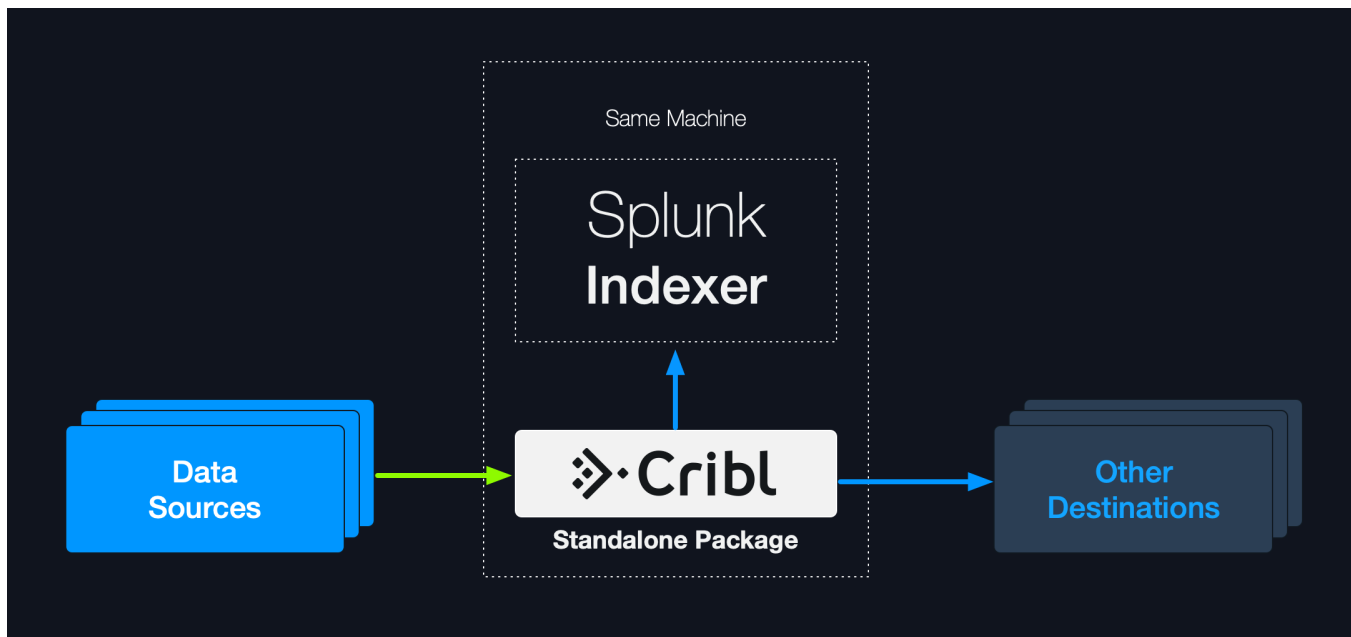 Same Machine
Splunk
Indexer
Data
Sources
Cribl
Standalone Package
Other
Destinations